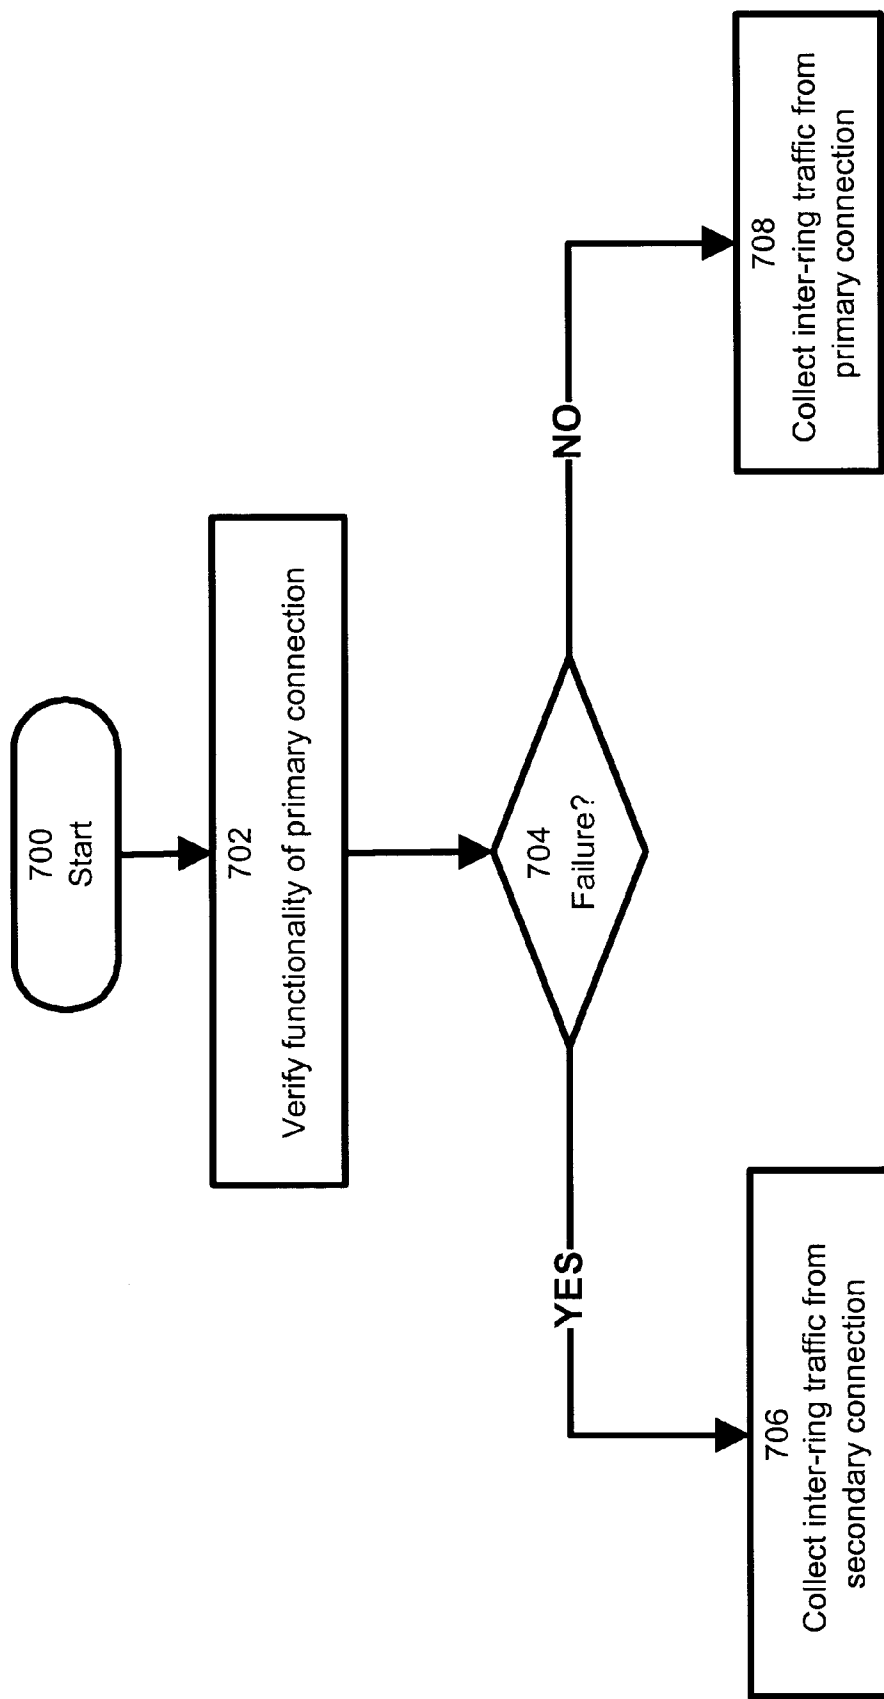 700
Start
702
Verify functionality of primary connection
704
Failure?
YES
NO
706
Collect inter-ring traffic from
secondary connection
708
Collect inter-ring traffic from
primary connection